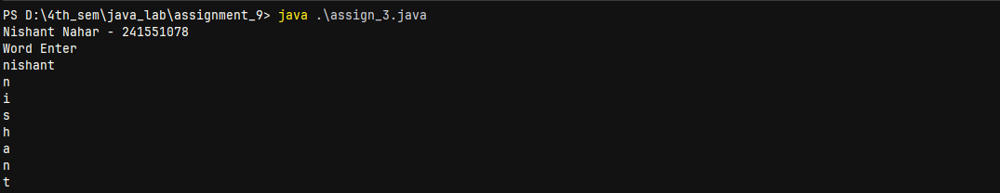 PS D:\4th_sem\java_lab\assignment_9> java .\assign_3.java
Nishant Nahar - 241551078
Word Enter
nishant
n
i
s
h
a
n
t